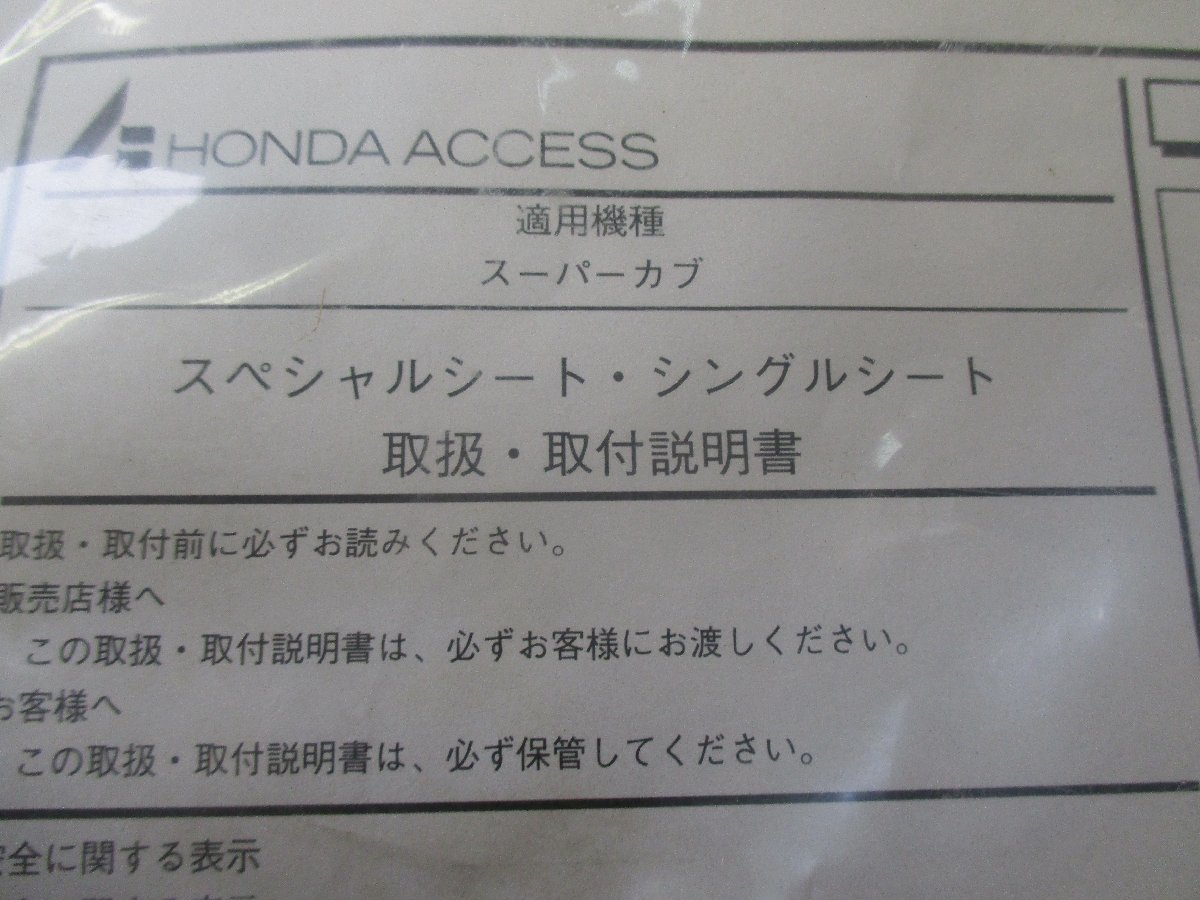 HONDA ACCESS
適用機種
スーパーカブ
スペシャルシート・シングルシート
取扱・取付説明書
取扱・取付前に必ずお読みください。
販売店様へ
この取扱・取付説明書は、必ずお客様にお渡しください。
お客様へ
この取扱・取付説明書は、必ず保管してください。
安全に関する表示